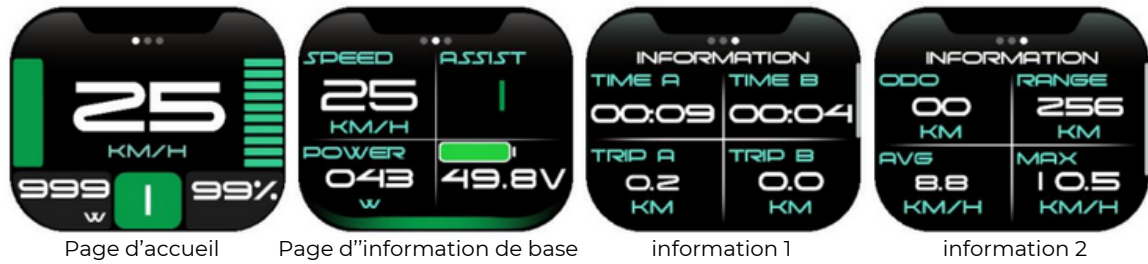 25
KM/H
999
W
1
99%
Page d'accueil
SPEED
ASSIST
25
1
KM/H
POWER
043
49.8V
W
Page d’'information de base
INFORMATION
TIME A
TIME B
00:09
00:04
TRIP A
TRIP B
0.2
0.0
KM
KM
information 1
INFORMATION
ODO
RANGE
00
256
KM
KM
AVG
MAX
8.8
10.5
KM/H
KM/H
information 2